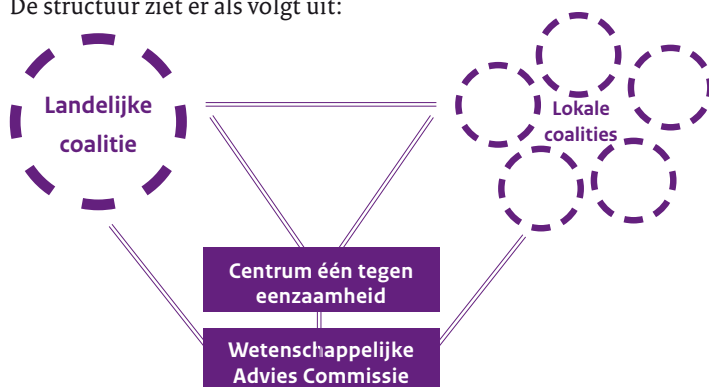 De structuur ziet er als volgt uit:
Landelijke
coalitie
Lokale
coalities
Centrum één tegen
eenzaamheid
Wetenschappelijke
Advies Commissie